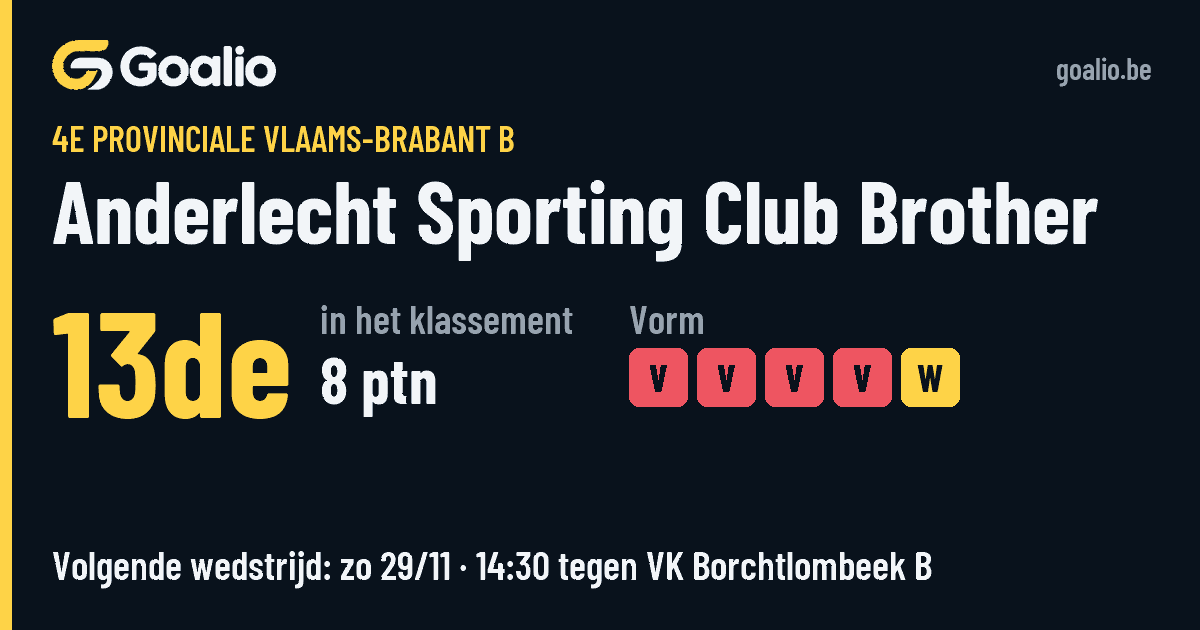 Goalio
goalio.be
4E PROVINCIALE VLAAMS-BRABANT B
Anderlecht Sporting Club Brother
13de
in het klassement
8 ptn
Vorm
V V V V W
Volgende wedstrijd: zo 29/11 · 14:30 tegen VK Borchtlombeek B